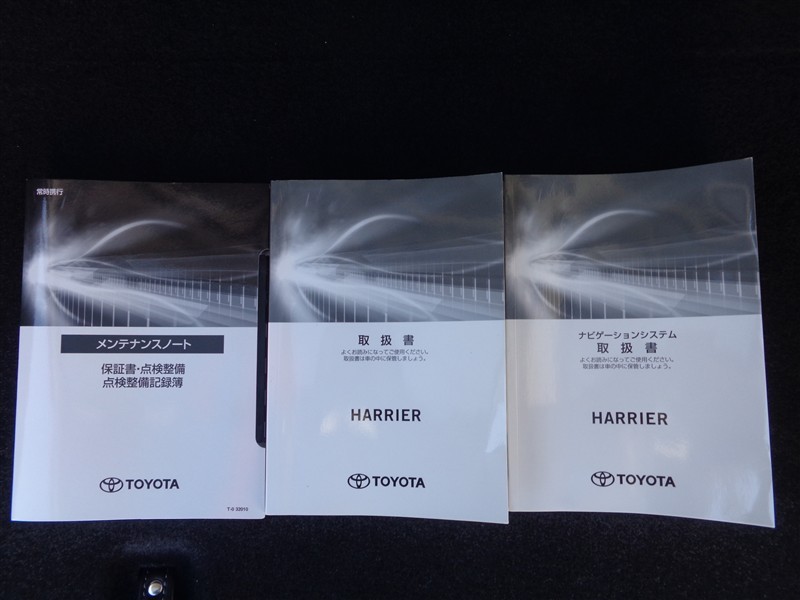 常時携行
メンテナンスノート
保証書・点検整備
点検整備記録簿
TOYOTA
取扱書
よくお読みになってご使用ください。
取扱書は車の中に保管しましょう。
HARRIER
TOYOTA
ナビゲーションシステム
取扱書
よくお読みになってご使用ください。
取扱書は車の中に保管しましょう。
HARRIER
TOYOTA